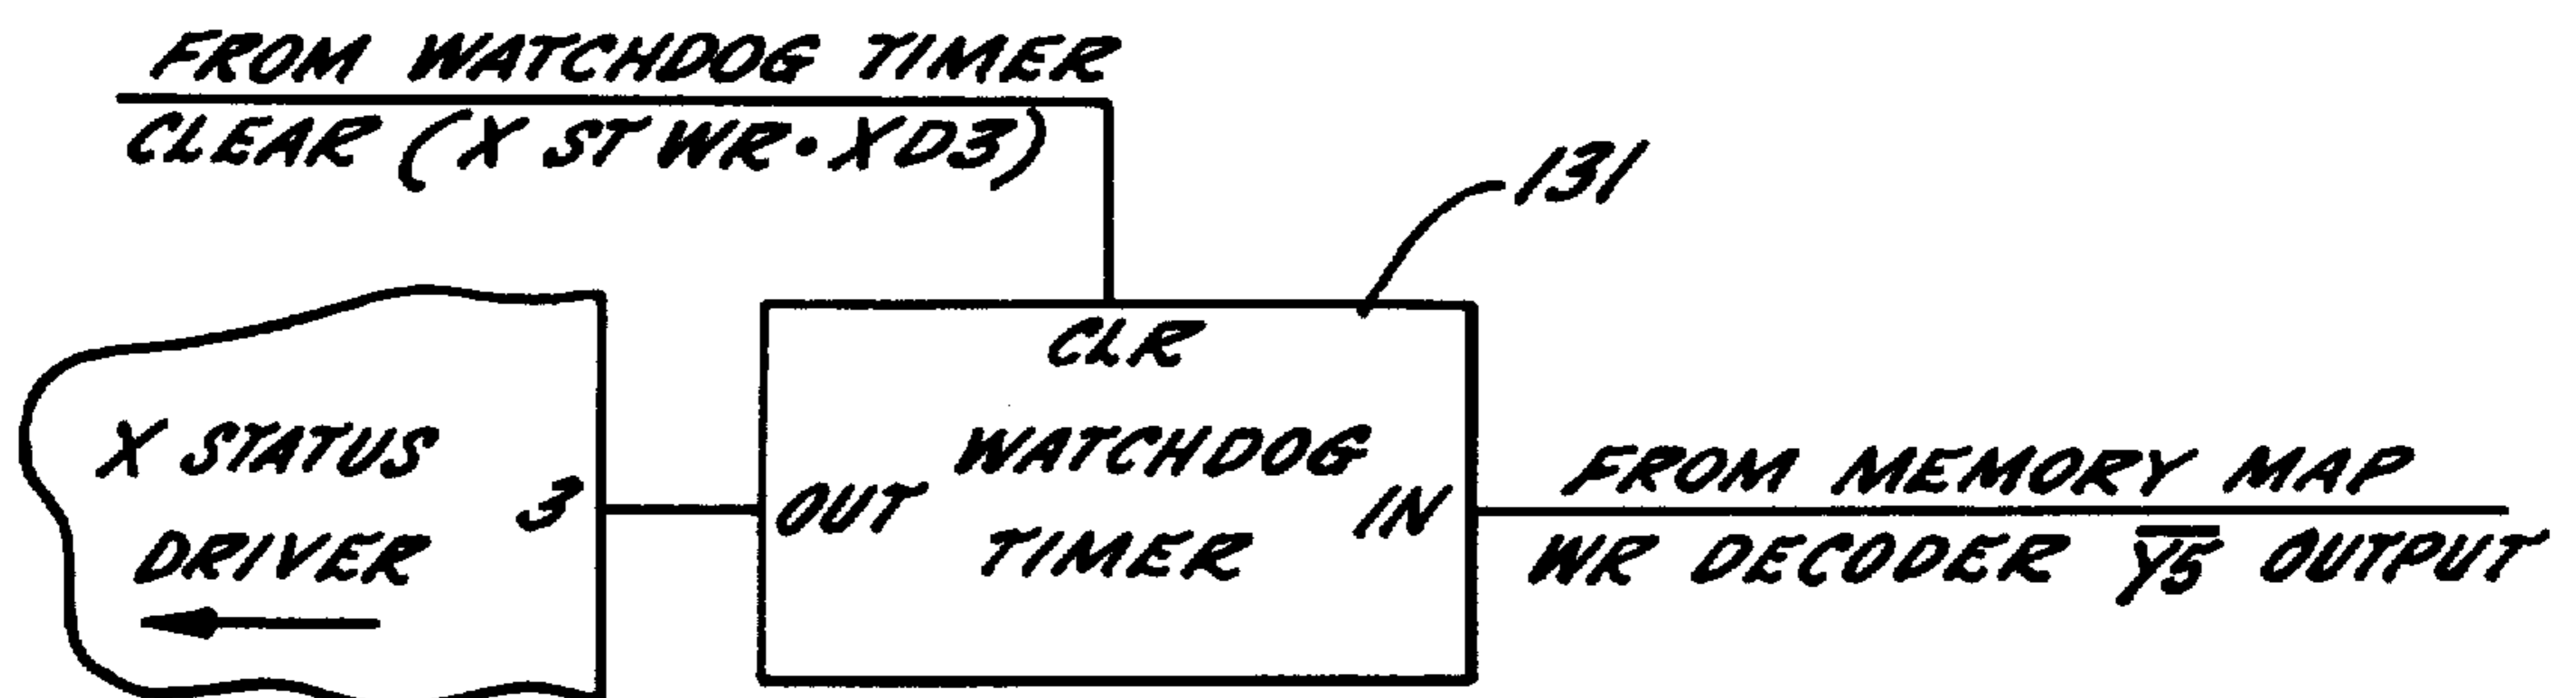 FROM WATCHDOG TIMER
CLEAR (X ST WR • XD3)
131
CLR
X STATUS
DRIVER
3
OUT
WATCHDOG
TIMER
IN
FROM MEMORY MAP
WR DECODER Y̅5̅ OUTPUT